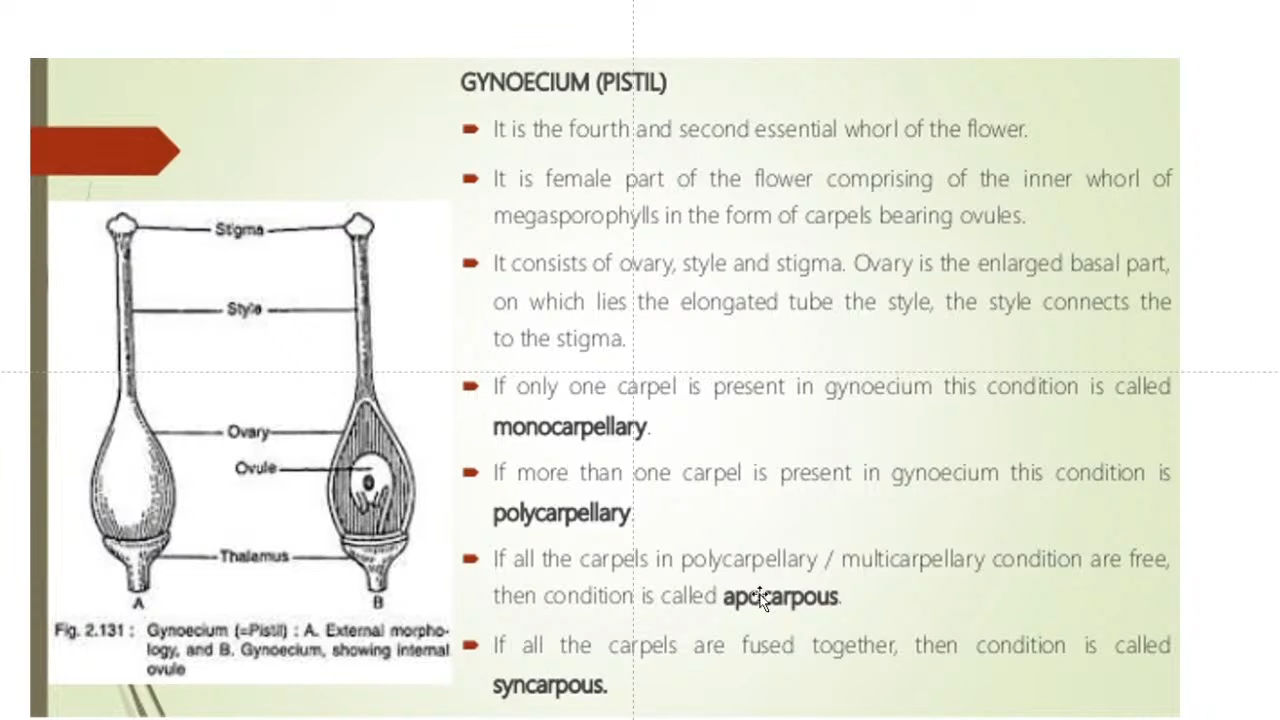 GYNOECIUM (PISTIL)
It is the fourth and second essential whorl of the flower.
It is female part of the flower comprising of the inner whorl of
megasporophylls in the form of carpels bearing ovules.
It consists of ovary, style and stigma. Ovary is the enlarged basal part,
on which lies the elongated tube the style, the style connects the
to the stigma.
If only one carpel is present in gynoecium this condition is called
monocarpellary.
If more than one carpel is present in gynoecium this condition is
polycarpellary
If all the carpels in polycarpellary / multicarpellary condition are free,
then condition is called apocarpous.
If all the carpels are fused together, then condition is called
syncarpous.
Stigma
Style
Ovary
Ovule
Thalamus
A
B
Fig. 2.131 : Gynoecium (=Pistil) : A. External morpho-
logy, and B. Gynoecium, showing internal
ovule